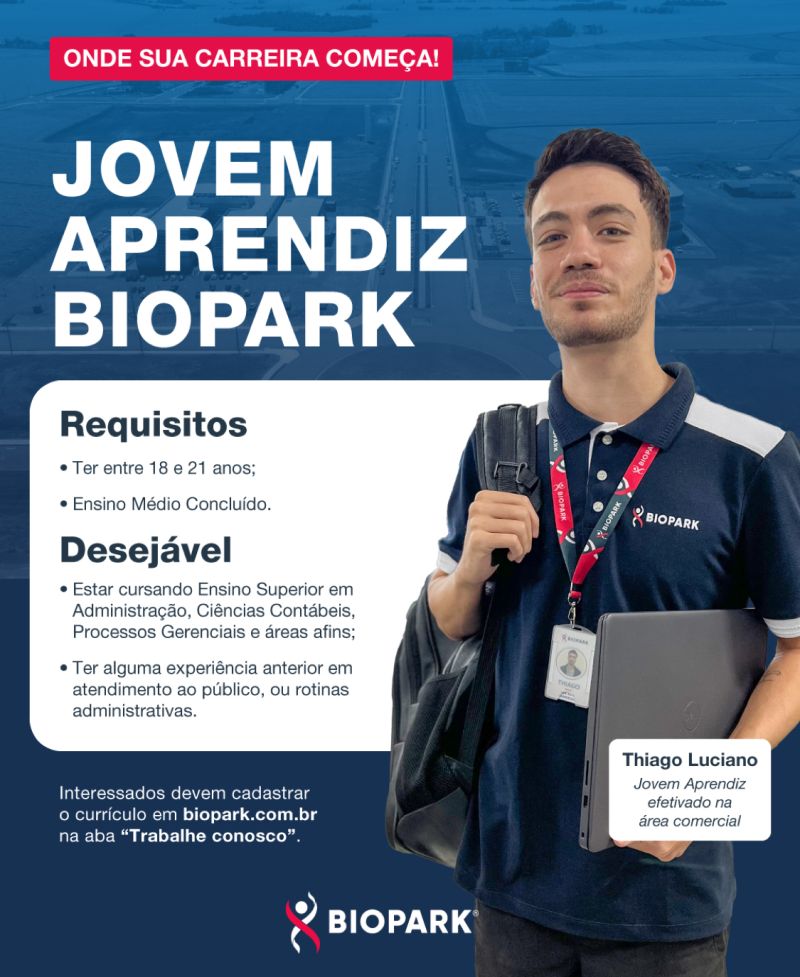 ONDE SUA CARREIRA COMEÇA!
JOVEM
APRENDIZ
BIOPARK
Requisitos
• Ter entre 18 e 21 anos;
• Ensino Médio Concluído.
Desejável
• Estar cursando Ensino Superior em
Administração, Ciências Contábeis,
Processos Gerenciais e áreas afins;
• Ter alguma experiência anterior em
atendimento ao público, ou rotinas
administrativas.
BIOPARK
BIOPARK
BIOPARK
BIOPARK
BIOPARK
THIAGO
Thiago Luciano
Jovem Aprendiz
efetivado na
área comercial
Interessados devem cadastrar
o currículo em biopark.com.br
na aba “Trabalhe conosco”.
BIOPARK®